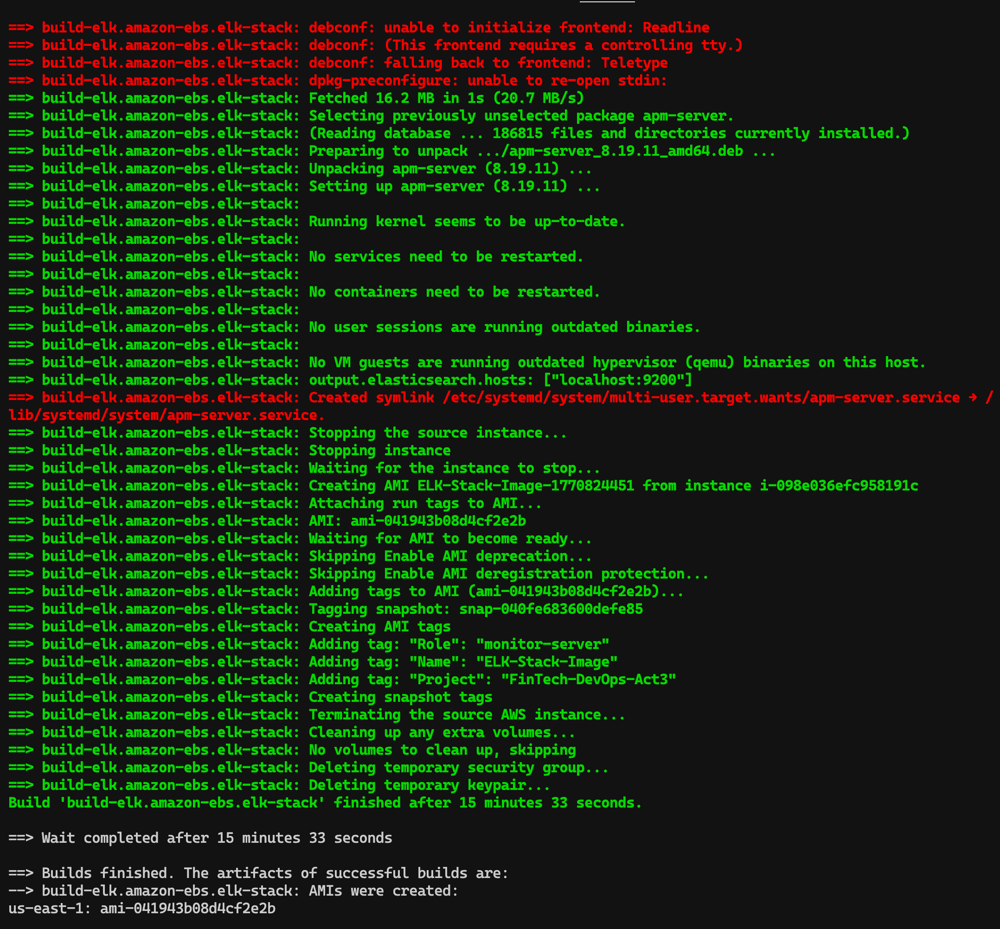 ==> build-elk.amazon-ebs.elk-stack: debconf: unable to initialize frontend: Readline
==> build-elk.amazon-ebs.elk-stack: debconf: (This frontend requires a controlling tty.)
==> build-elk.amazon-ebs.elk-stack: debconf: falling back to frontend: Teletype
==> build-elk.amazon-ebs.elk-stack: dpkg-preconfigure: unable to re-open stdin:
==> build-elk.amazon-ebs.elk-stack: Fetched 16.2 MB in 1s (20.7 MB/s)
==> build-elk.amazon-ebs.elk-stack: Selecting previously unselected package apm-server.
==> build-elk.amazon-ebs.elk-stack: (Reading database ... 186815 files and directories currently installed.)
==> build-elk.amazon-ebs.elk-stack: Preparing to unpack .../apm-server_8.19.11_amd64.deb ...
==> build-elk.amazon-ebs.elk-stack: Unpacking apm-server (8.19.11) ...
==> build-elk.amazon-ebs.elk-stack: Setting up apm-server (8.19.11) ...
==> build-elk.amazon-ebs.elk-stack:
==> build-elk.amazon-ebs.elk-stack: Running kernel seems to be up-to-date.
==> build-elk.amazon-ebs.elk-stack:
==> build-elk.amazon-ebs.elk-stack: No services need to be restarted.
==> build-elk.amazon-ebs.elk-stack:
==> build-elk.amazon-ebs.elk-stack: No containers need to be restarted.
==> build-elk.amazon-ebs.elk-stack:
==> build-elk.amazon-ebs.elk-stack: No user sessions are running outdated binaries.
==> build-elk.amazon-ebs.elk-stack:
==> build-elk.amazon-ebs.elk-stack: No VM guests are running outdated hypervisor (qemu) binaries on this host.
==> build-elk.amazon-ebs.elk-stack: output.elasticsearch.hosts: ["localhost:9200"]
==> build-elk.amazon-ebs.elk-stack: Created symlink /etc/systemd/system/multi-user.target.wants/apm-server.service → /
lib/systemd/system/apm-server.service.
==> build-elk.amazon-ebs.elk-stack: Stopping the source instance...
==> build-elk.amazon-ebs.elk-stack: Stopping instance
==> build-elk.amazon-ebs.elk-stack: Waiting for the instance to stop...
==> build-elk.amazon-ebs.elk-stack: Creating AMI ELK-Stack-Image-1770824451 from instance i-098e036efc958191c
==> build-elk.amazon-ebs.elk-stack: Attaching run tags to AMI...
==> build-elk.amazon-ebs.elk-stack: AMI: ami-041943b08d4cf2e2b
==> build-elk.amazon-ebs.elk-stack: Waiting for AMI to become ready...
==> build-elk.amazon-ebs.elk-stack: Skipping Enable AMI deprecation...
==> build-elk.amazon-ebs.elk-stack: Skipping Enable AMI deregistration protection...
==> build-elk.amazon-ebs.elk-stack: Adding tags to AMI (ami-041943b08d4cf2e2b)...
==> build-elk.amazon-ebs.elk-stack: Tagging snapshot: snap-040fe683600defe85
==> build-elk.amazon-ebs.elk-stack: Creating AMI tags
==> build-elk.amazon-ebs.elk-stack: Adding tag: "Role": "monitor-server"
==> build-elk.amazon-ebs.elk-stack: Adding tag: "Name": "ELK-Stack-Image"
==> build-elk.amazon-ebs.elk-stack: Adding tag: "Project": "FinTech-DevOps-Act3"
==> build-elk.amazon-ebs.elk-stack: Creating snapshot tags
==> build-elk.amazon-ebs.elk-stack: Terminating the source AWS instance...
==> build-elk.amazon-ebs.elk-stack: Cleaning up any extra volumes...
==> build-elk.amazon-ebs.elk-stack: No volumes to clean up, skipping
==> build-elk.amazon-ebs.elk-stack: Deleting temporary security group...
==> build-elk.amazon-ebs.elk-stack: Deleting temporary keypair...
Build 'build-elk.amazon-ebs.elk-stack' finished after 15 minutes 33 seconds.
==> Wait completed after 15 minutes 33 seconds
==> Builds finished. The artifacts of successful builds are:
--> build-elk.amazon-ebs.elk-stack: AMIs were created:
us-east-1: ami-041943b08d4cf2e2b